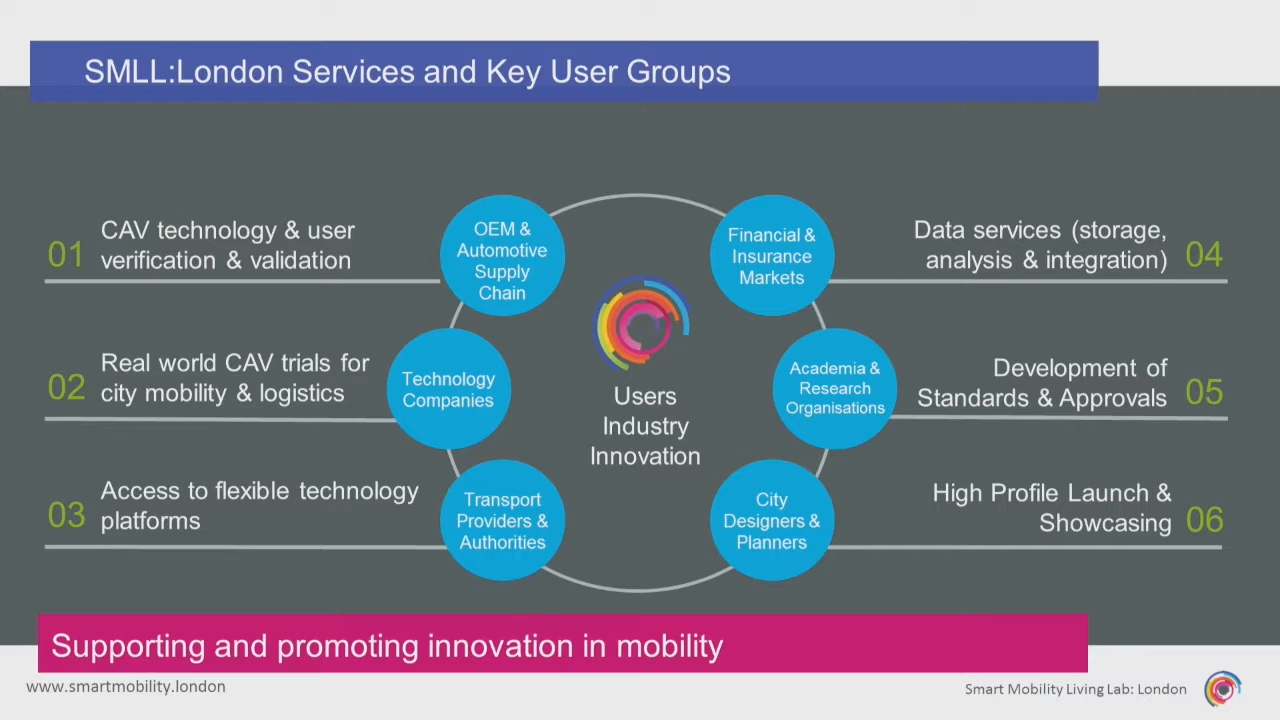 SMLL:London Services and Key User Groups
01
CAV technology & user
verification & validation
02
Real world CAV trials for
city mobility & logistics
03
Access to flexible technology
platforms
OEM &
Automotive
Supply
Chain
Technology
Companies
Transport
Providers &
Authorities
Users
Industry
Innovation
Financial &
Insurance
Markets
Academia &
Research
Organisations
City
Designers &
Planners
Data services (storage,
analysis & integration)
04
Development of
Standards & Approvals
05
High Profile Launch &
Showcasing
06
Supporting and promoting innovation in mobility
www.smartmobility.london
Smart Mobility Living Lab: London